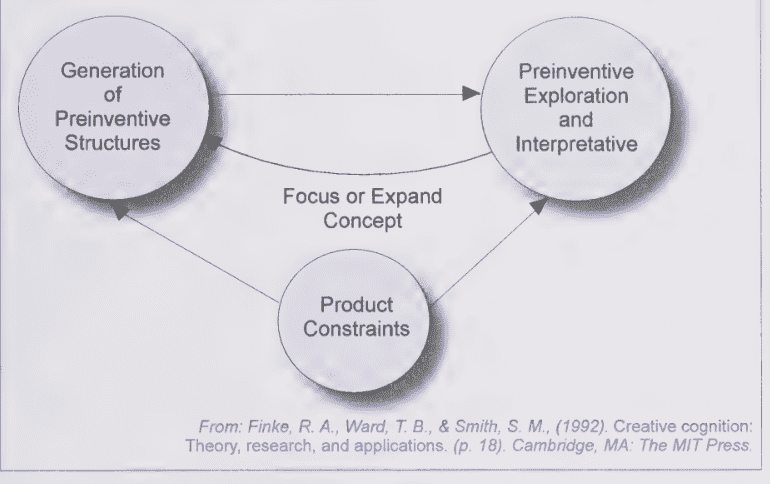 Generation
of
Preinventive
Structures
Preinventive
Exploration
and
Interpretative
Focus or Expand
Concept
Product
Constraints
From: Finke, R. A., Ward, T. B., & Smith, S. M., (1992). Creative cognition:
Theory, research, and applications. (p. 18). Cambridge, MA: The MIT Press.